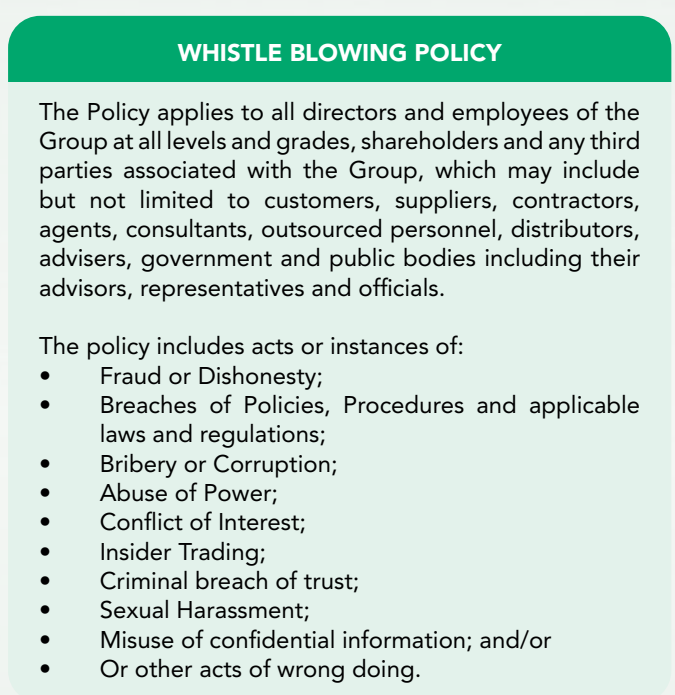 WHISTLE BLOWING POLICY
The Policy applies to all directors and employees of the
Group at all levels and grades, shareholders and any third
parties associated with the Group, which may include
but not limited to customers, suppliers, contractors,
agents, consultants, outsourced personnel, distributors,
advisers, government and public bodies including their
advisors, representatives and officials.
The policy includes acts or instances of:
• Fraud or Dishonesty;
• Breaches of Policies, Procedures and applicable
laws and regulations;
• Bribery or Corruption;
• Abuse of Power;
• Conflict of Interest;
• Insider Trading;
• Criminal breach of trust;
• Sexual Harassment;
• Misuse of confidential information; and/or
• Or other acts of wrong doing.